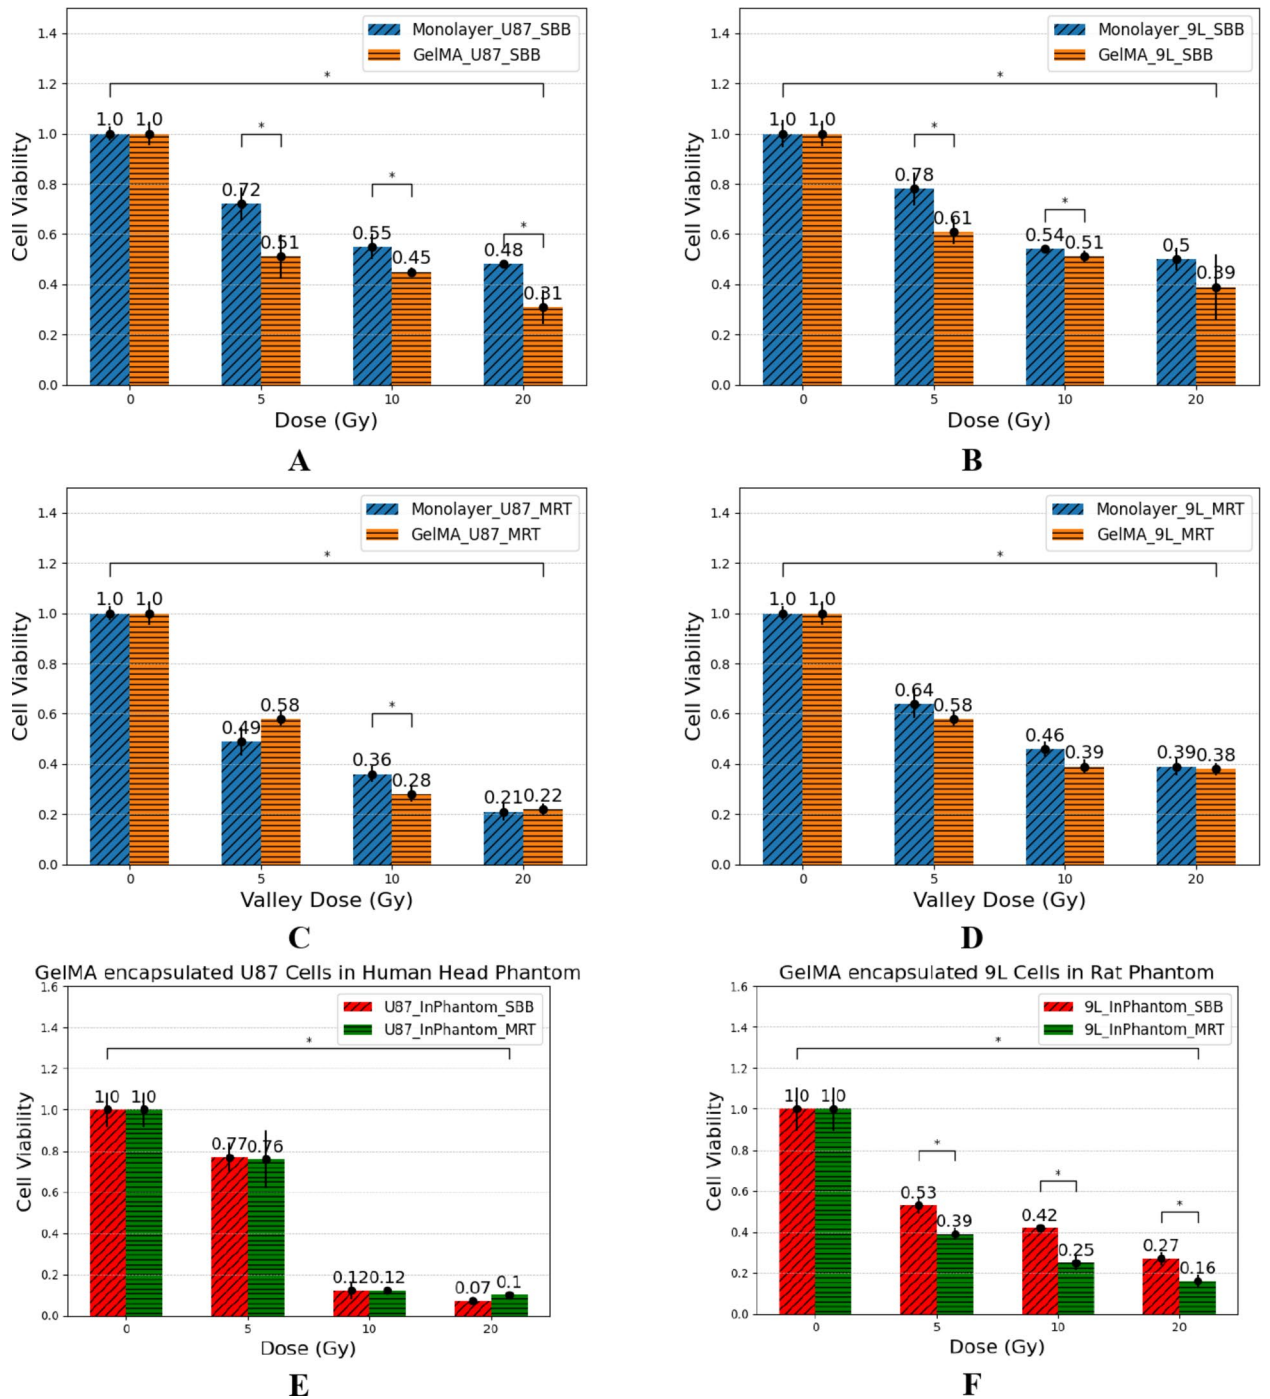 Monolayer_U87_SBB
GelMA_U87_SBB
Cell Viability
1.4
1.2
1.0
0.8
0.6
0.4
0.2
0.0
*
1.0 1.0
*
0.72
0.51
*
0.55
0.45
*
0.48
0.31
0 5 10 20
Dose (Gy)
A
Monolayer_9L_SBB
GelMA_9L_SBB
Cell Viability
1.4
1.2
1.0
0.8
0.6
0.4
0.2
0.0
*
1.0 1.0
*
0.78
0.61
*
0.54
0.51
0.5
0.39
0 5 10 20
Dose (Gy)
B
Monolayer_U87_MRT
GelMA_U87_MRT
Cell Viability
1.4
1.2
1.0
0.8
0.6
0.4
0.2
0.0
*
1.0 1.0
0.49
0.58
*
0.36
0.28
0.21 0.22
0 5 10 20
Valley Dose (Gy)
C
Monolayer_9L_MRT
GelMA_9L_MRT
Cell Viability
1.4
1.2
1.0
0.8
0.6
0.4
0.2
0.0
*
1.0 1.0
0.64
0.58
0.46
0.39
0.39 0.38
0 5 10 20
Valley Dose (Gy)
D
GelMA encapsulated U87 Cells in Human Head Phantom
U87_InPhantom_SBB
U87_InPhantom_MRT
Cell Viability
1.6
1.4
1.2
1.0
0.8
0.6
0.4
0.2
0.0
*
1.0 1.0
0.77 0.76
0.12 0.12
0.07 0.1
0 5 10 20
Dose (Gy)
E
GelMA encapsulated 9L Cells in Rat Phantom
9L_InPhantom_SBB
9L_InPhantom_MRT
Cell Viability
1.6
1.4
1.2
1.0
0.8
0.6
0.4
0.2
0.0
*
1.0 1.0
*
0.53
0.39
*
0.42
0.25
*
0.27
0.16
0 5 10 20
Dose (Gy)
F